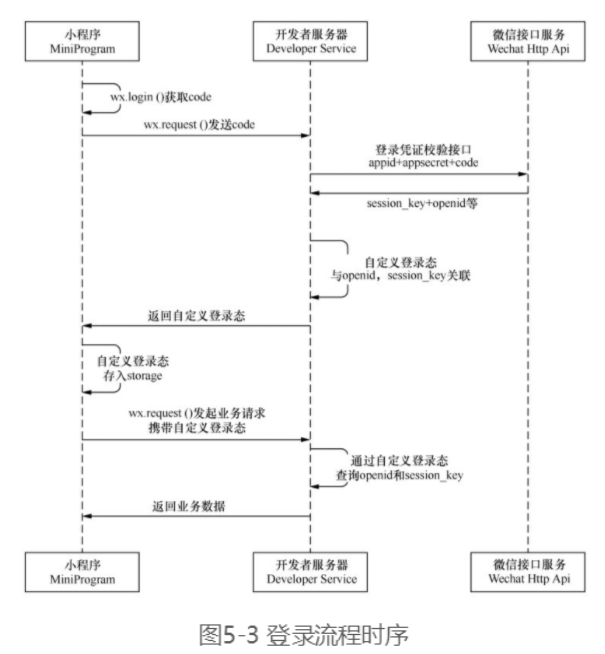 小程序
MiniProgram
开发者服务器
Developer Service
微信接口服务
Wechat Http Api
wx.login ()获取code
wx.request ()发送code
登录凭证校验接口
appid+appsecret+code
session_key+openid等
自定义登录态
与openid，session_key关联
返回自定义登录态
自定义登录态
存入storage
wx.request ()发起业务请求
携带自定义登录态
通过自定义登录态
查询openid和session_key
返回业务数据
小程序
MiniProgram
开发者服务器
Developer Service
微信接口服务
Wechat Http Api
图5-3 登录流程时序